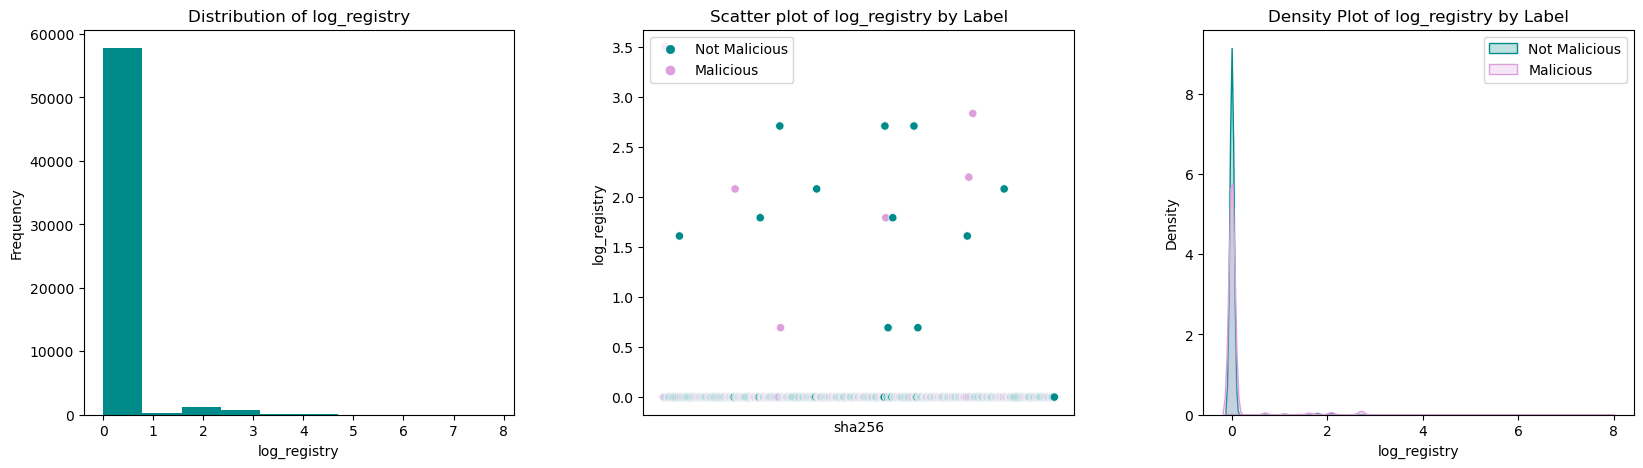 Distribution of log_registry
60000
50000
40000
30000
20000
10000
0
Frequency
0 1 2 3 4 5 6 7 8
log_registry
Scatter plot of log_registry by Label
Not Malicious
Malicious
3.5
3.0
2.5
2.0
1.5
1.0
0.5
0.0
log_registry
sha256
Density Plot of log_registry by Label
Not Malicious
Malicious
8
6
4
2
0
Density
0 2 4 6 8
log_registry